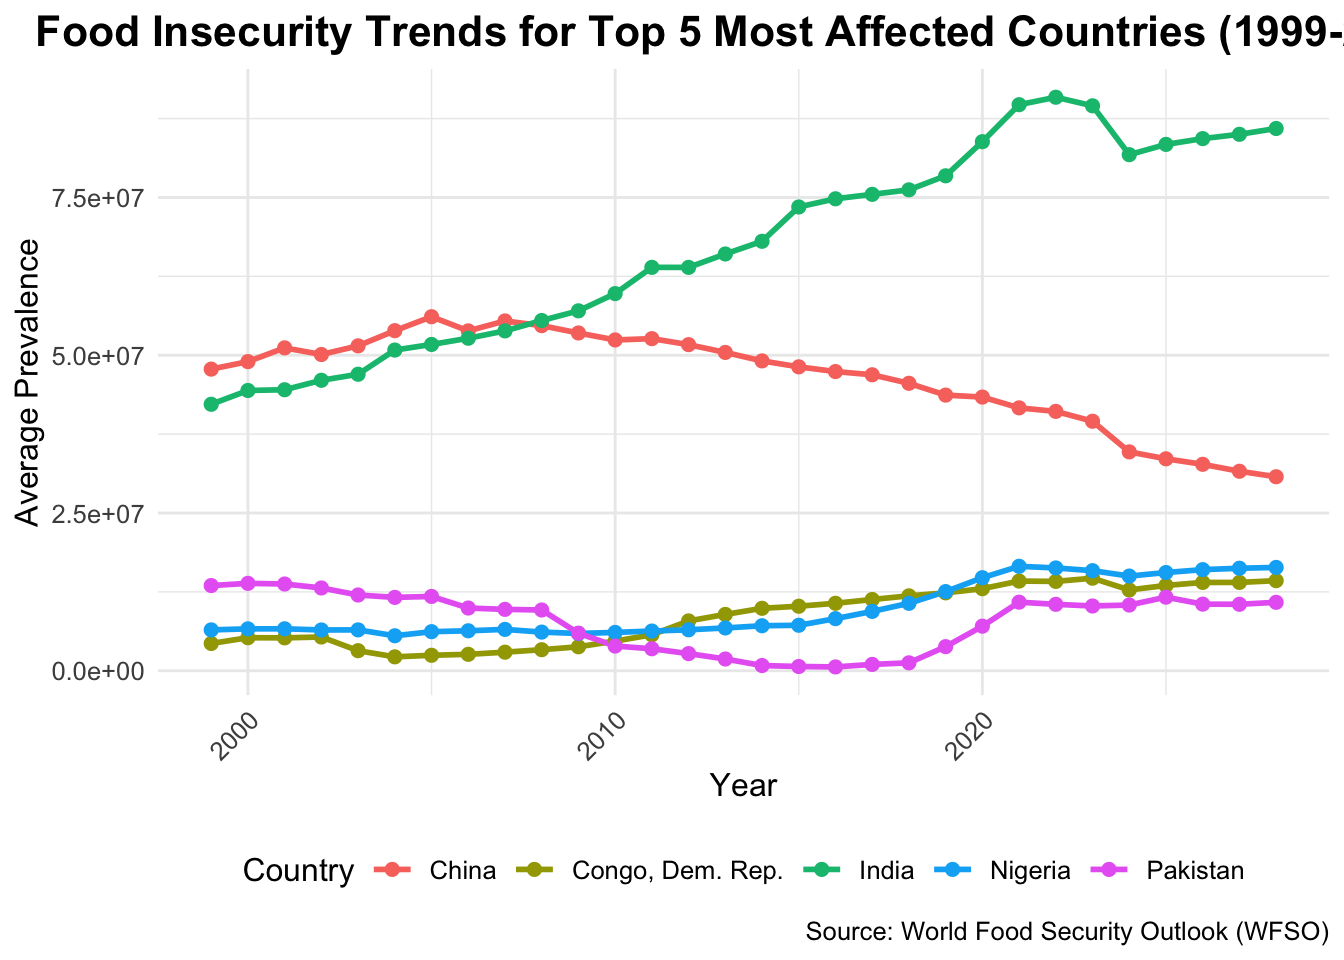 Food Insecurity Trends for Top 5 Most Affected Countries (1999-
Average Prevalence
7.5e+07
5.0e+07
2.5e+07
0.0e+00
2000 2010 2020
Year
Country China Congo, Dem. Rep. India Nigeria Pakistan
Source: World Food Security Outlook (WFSO)